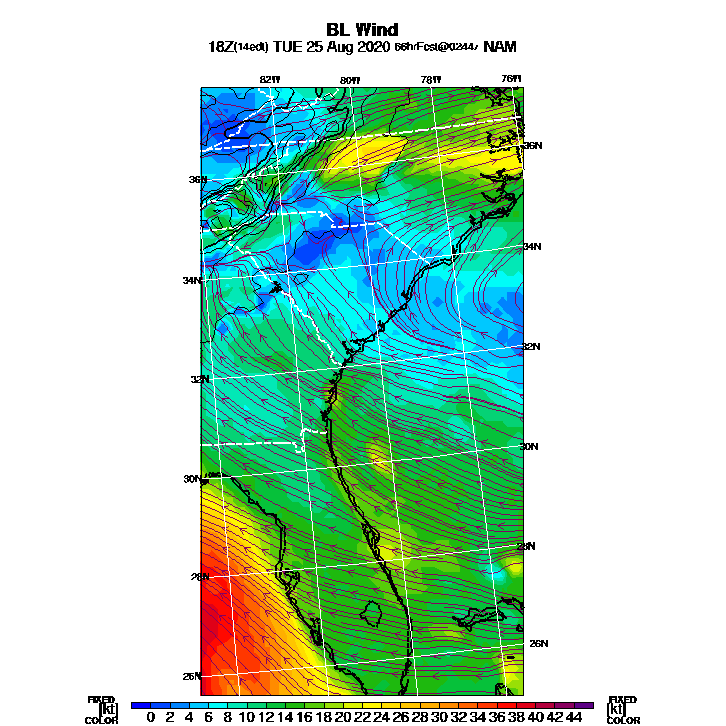 BL Wind
18Z(14edt) TUE 25 Aug 2020 66hrFcst@0244z NAM
82W 80W 78W 76W
36N
36N
34N
34N
32N
32N
30N
30N
28N
28N
26N
26N
FIXED FIXED
[kt] 0 2 4 6 8 10 12 14 16 18 20 22 24 26 28 30 32 34 36 38 40 42 44 [kt]
COLOR COLOR